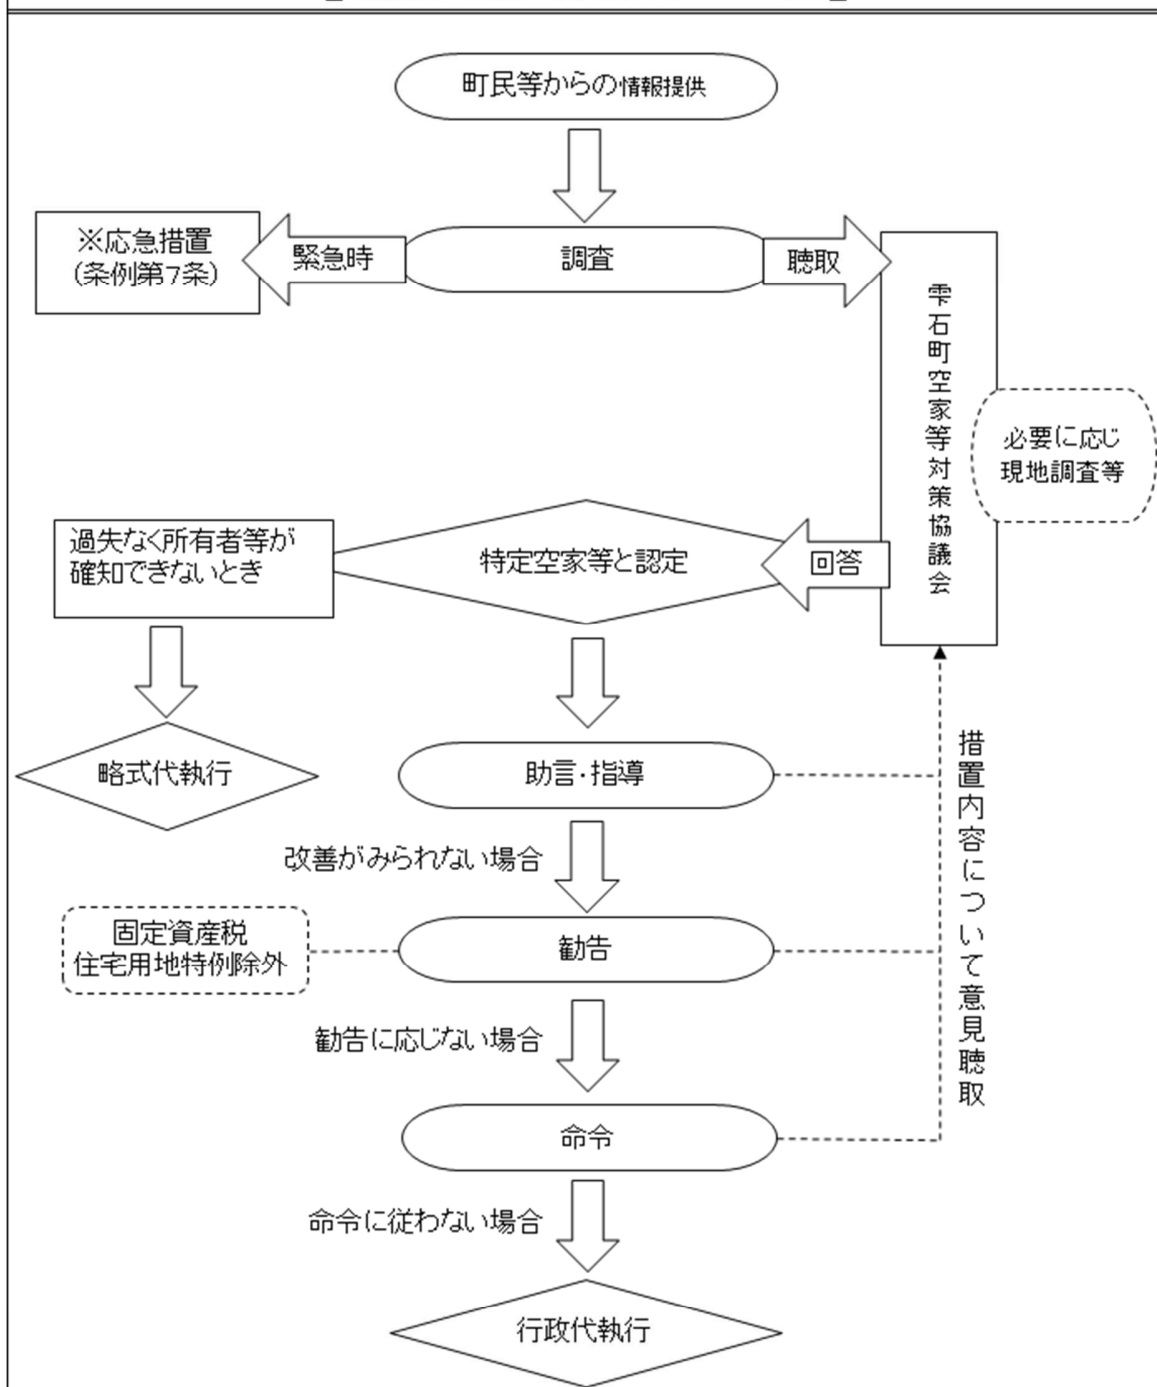 町民等からの情報提供
※応急措置
(条例第7条)
緊急時
調査
聴取
雫石町空家等対策協議会
必要に応じ
現地調査等
過失なく所有者等が
確知できないとき
特定空家等と認定
回答
略式代執行
助言・指導
措置内容について意見聴取
改善がみられない場合
固定資産税
住宅用地特例除外
勧告
勧告に応じない場合
命令
命令に従わない場合
行政代執行